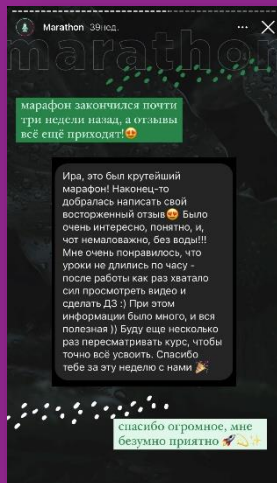 Marathon 39нед.
marathon
марафон закончился почти
три недели назад, а отзывы
всё ещё приходят!😍
Ира, это был крутейший
марафон! Наконец-то
добралась написать свой
восторженный отзыв😍 Было
очень интересно, понятно, и,
чот немаловажно, без воды!!!
Мне очень понравилось, что
уроки не длились по часу -
после работы как раз хватало
сил просмотреть видео и
сделать ДЗ :) При этом
информации было много, и вся
полезная )) Буду еще несколько
раз пересматривать курс, чтобы
точно всё усвоить. Спасибо
тебе за эту неделю с нами 🎉
спасибо огромное, мне
безумно приятно 🚀💫✨